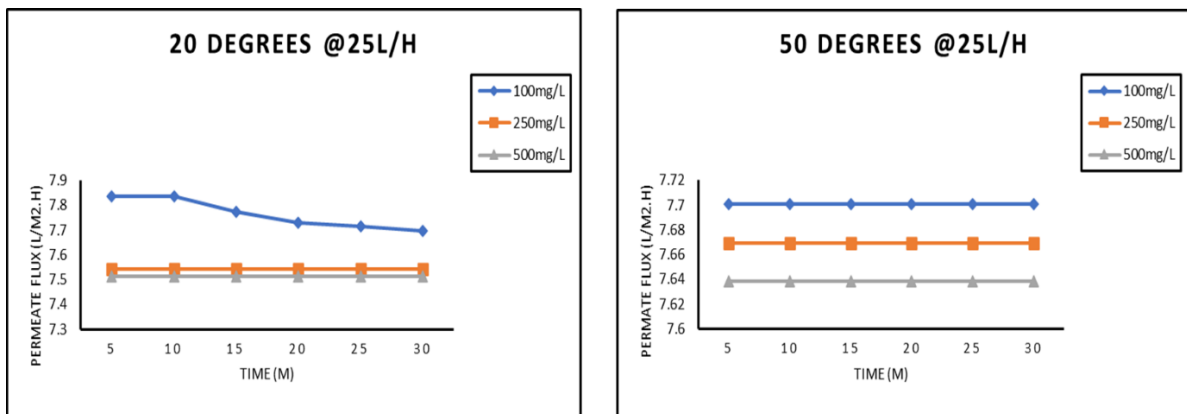 20 DEGREES @25L/H
100mg/L
250mg/L
500mg/L
PERMEATE FLUX (L/M2.H)
7.9
7.8
7.7
7.6
7.5
7.4
7.3
5 10 15 20 25 30
TIME (M)
50 DEGREES @25L/H
100mg/L
250mg/L
500mg/L
PERMATE FLUX (L/M2.H)
7.72
7.7
7.68
7.66
7.64
7.62
7.6
5 10 15 20 25 30
TIME (M)